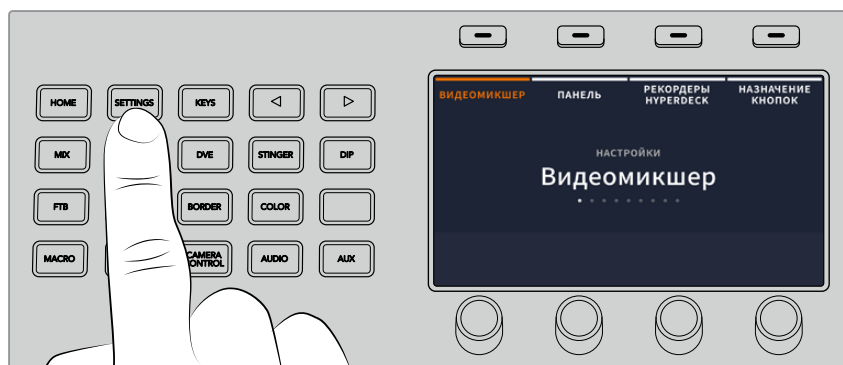 HOME SETTINGS KEYS
MIX DVE STINGER DIP
FTB BORDER COLOR
MACRO CAMERA CONTROL AUDIO AUX
ВИДЕОМИКШЕР ПАНЕЛЬ РЕКОРДЕРЫ HYPERDECK НАЗНАЧЕНИЕ КНОПОК
НАСТРОЙКИ
Видеомикшер